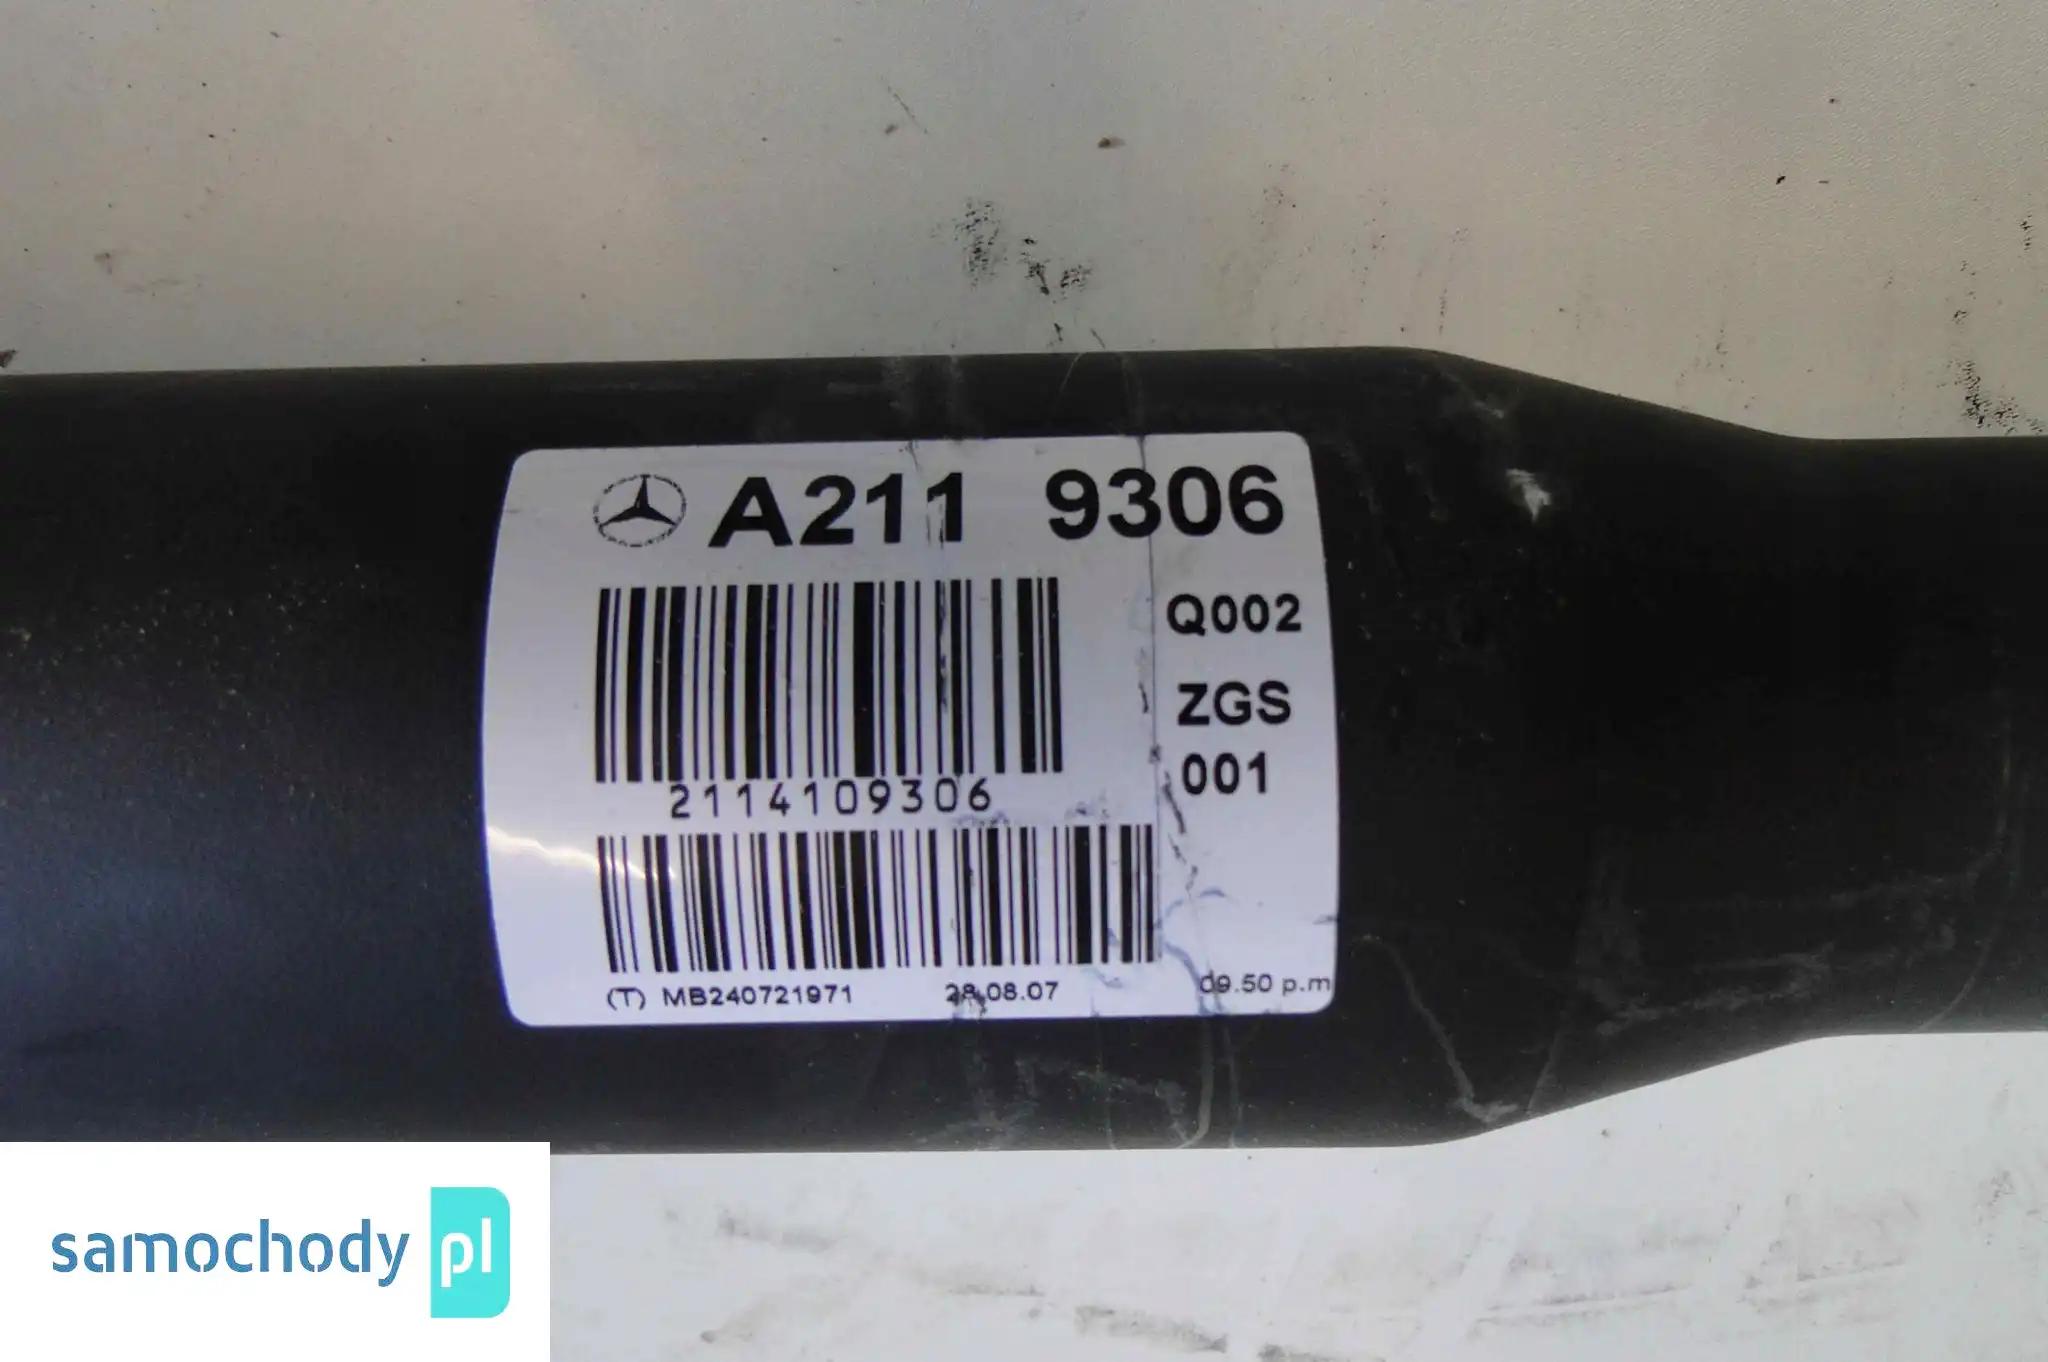 A211 9306
Q002
ZGS
001
2114109306
(T) MB240721971 28.08.07 09.50 p.m
samochody pl